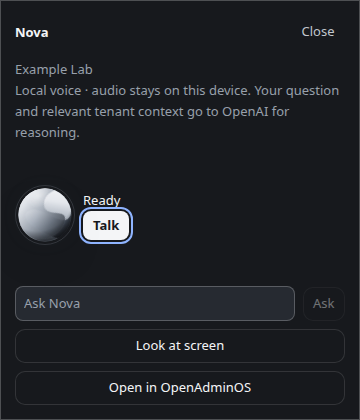 Nova
Close
Example Lab
Local voice · audio stays on this device. Your question
and relevant tenant context go to OpenAI for
reasoning.
Ready
Talk
Ask Nova
Ask
Look at screen
Open in OpenAdminOS